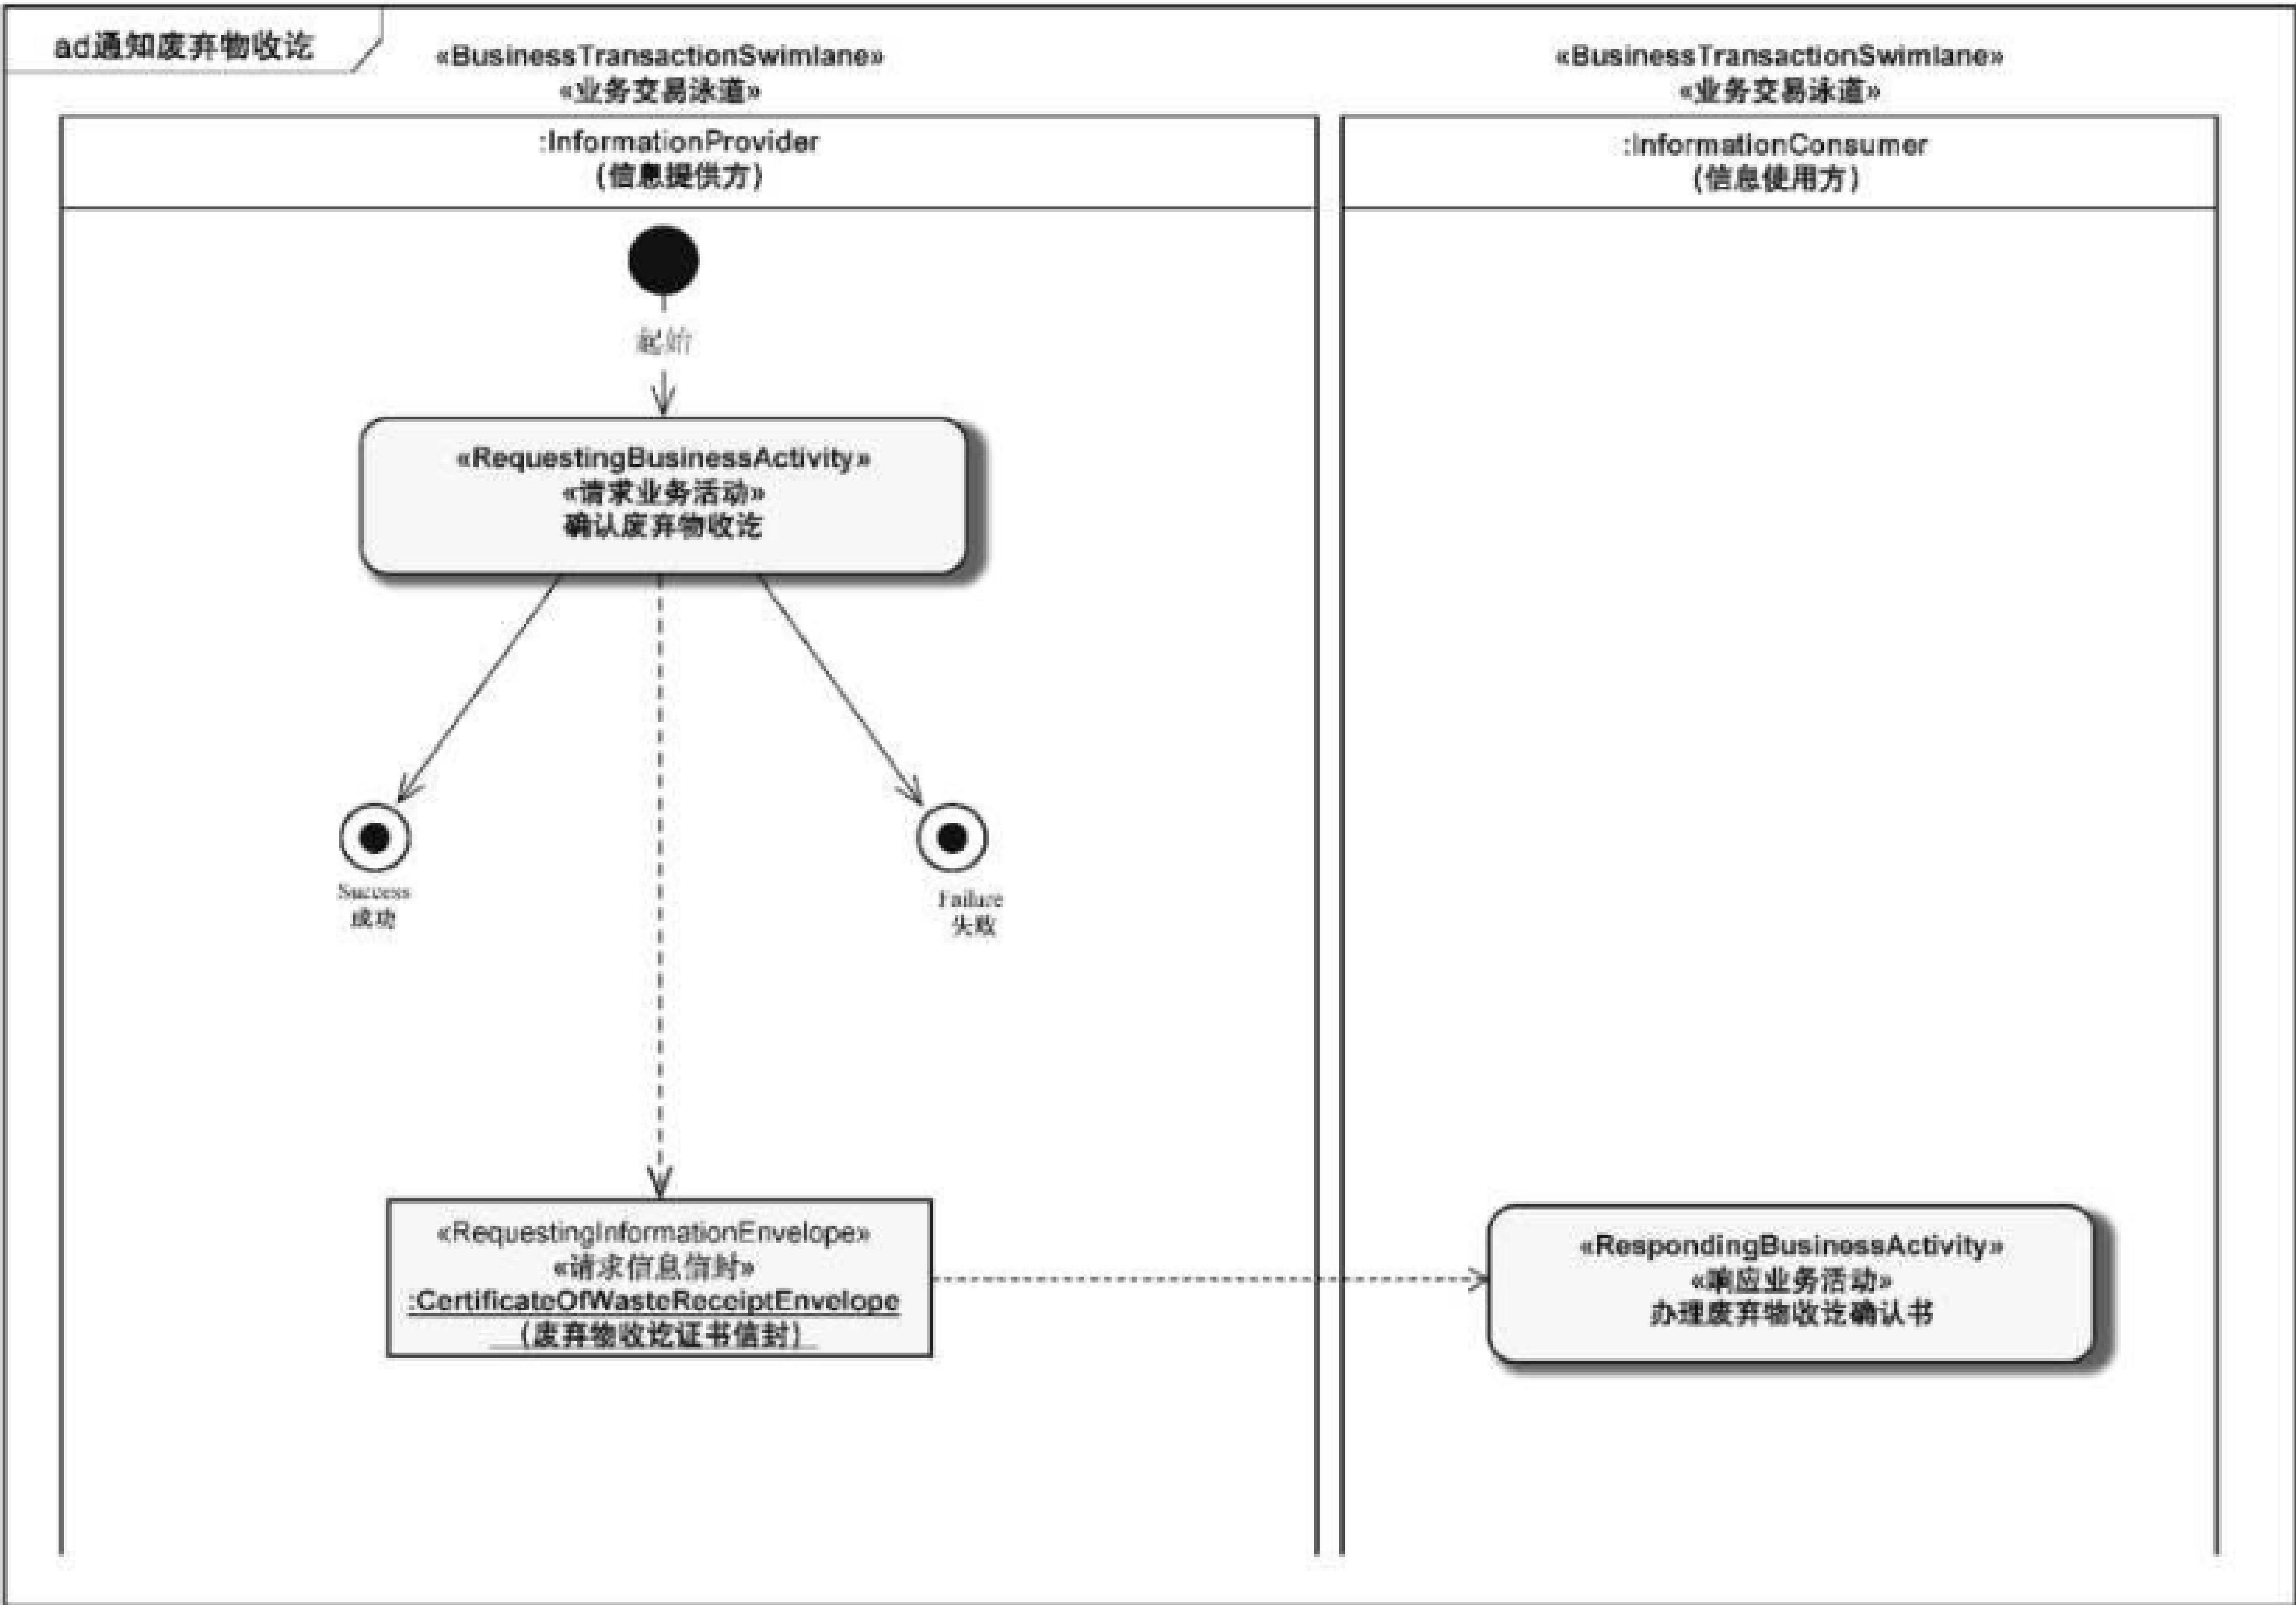 ad通知废弃物收讫
«BusinessTransactionSwimlane»
«业务交易泳道»
«BusinessTransactionSwimlane»
«业务交易泳道»
:InformationProvider
(信息提供方)
:InformationConsumer
(信息使用方)
起始
«RequestingBusinessActivity»
«请求业务活动»
确认废弃物收讫
Success
成功
Failure
失败
«RequestingInformationEnvelope»
«请求信息信封»
:CertificateOfWasteReceiptEnvelope
(废弃物收讫证书信封)
«RespondingBusinessActivity»
«响应业务活动»
办理废弃物收讫确认书